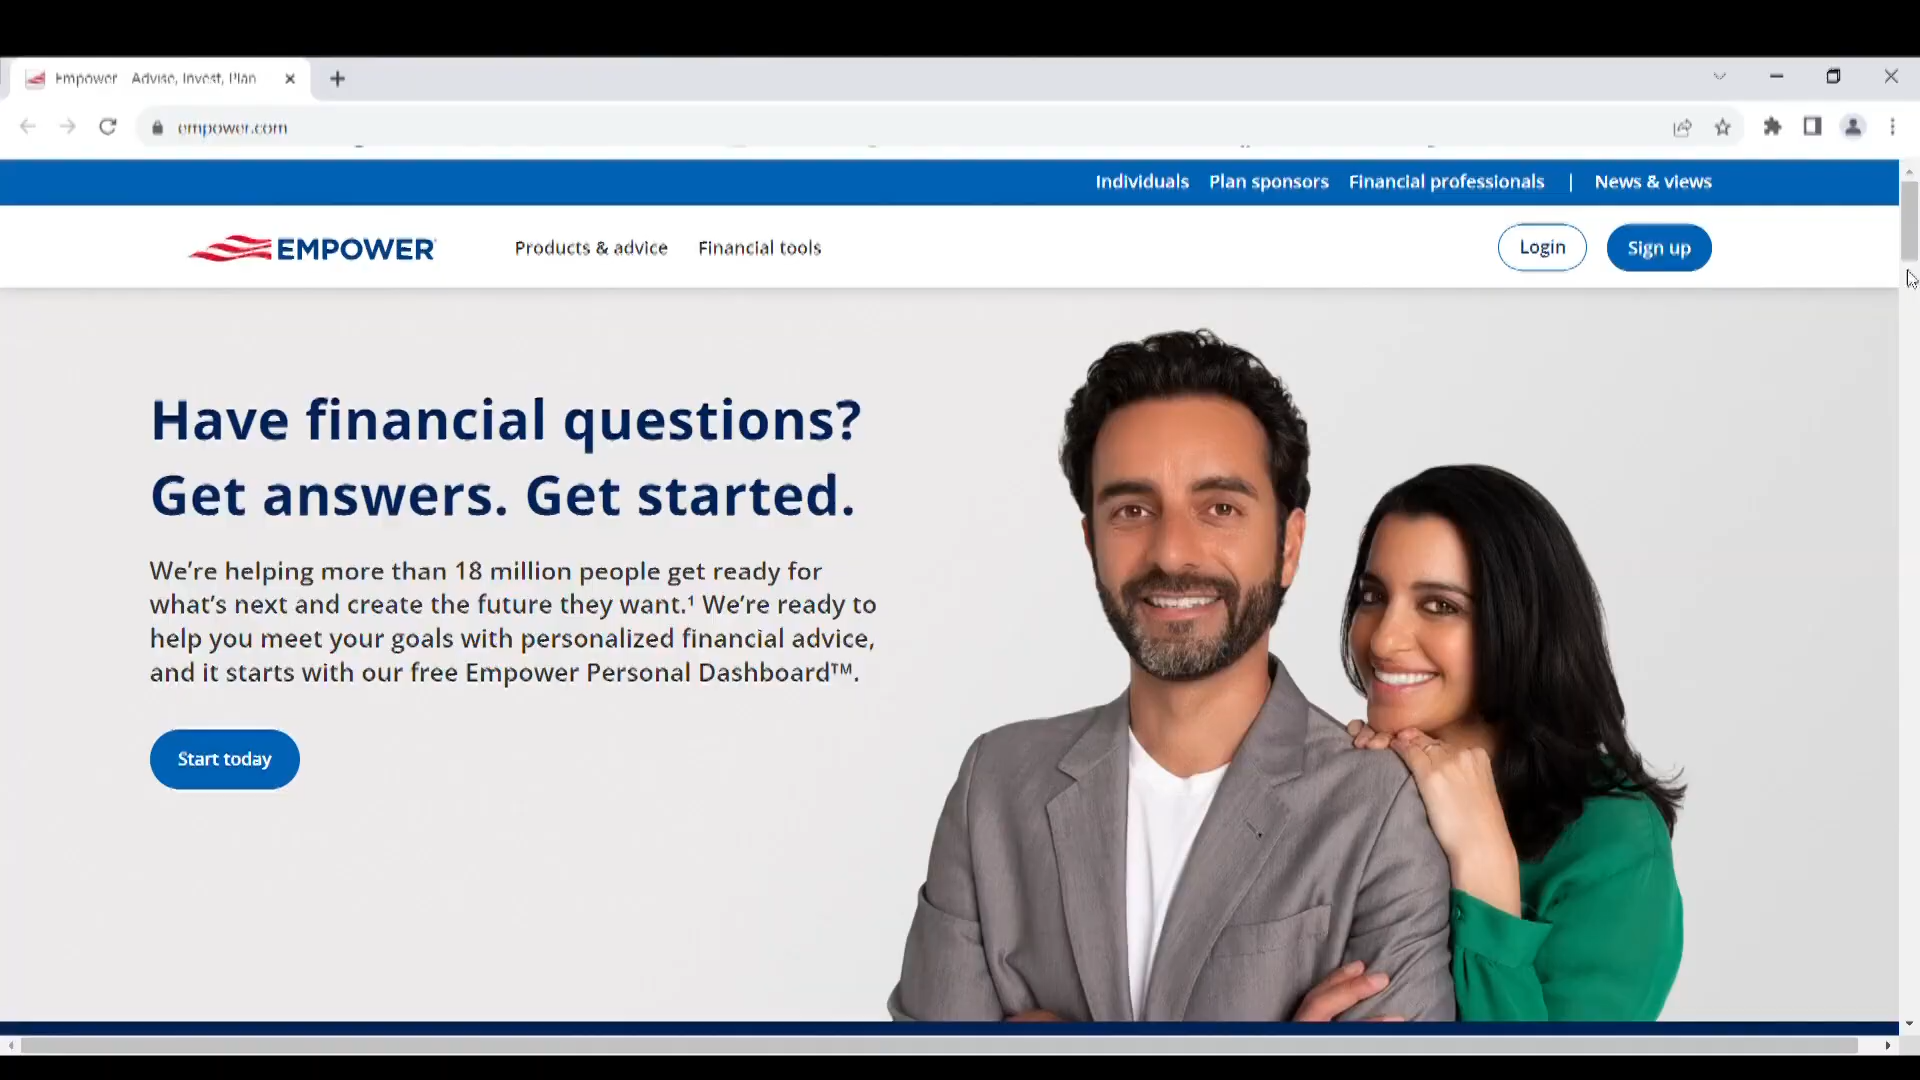 Empower Advise, Invest, Plan
empower.com
Individuals Plan sponsors Financial professionals | News & views
EMPOWER
Products & advice Financial tools
Login Sign up
Have financial questions?
Get answers. Get started.
We’re helping more than 18 million people get ready for
what’s next and create the future they want.¹ We’re ready to
help you meet your goals with personalized financial advice,
and it starts with our free Empower Personal Dashboard™.
Start today